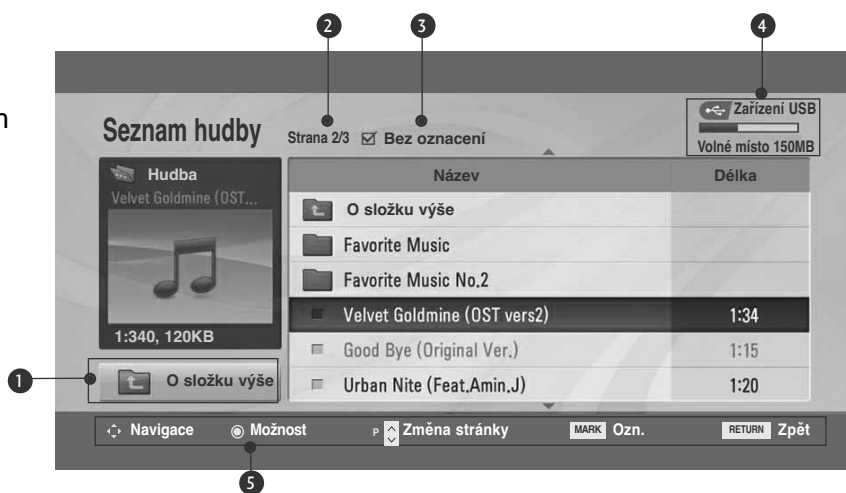 2 3 4
n
Zařízení USB
Seznam hudby Strana 2/3 Bez oznacení
Volné místo 150MB
Hudba
Velvet Goldmine (OST...
1:340, 120KB
1 O složku výše
Název Délka
O složku výše
Favorite Music
Favorite Music No.2
Velvet Goldmine (OST vers2) 1:34
Good Bye (Original Ver.) 1:15
Urban Nite (Feat.Amin.J) 1:20
Navigace Možnost P Změna stránky MARK Ozn. RETURN Zpět
5